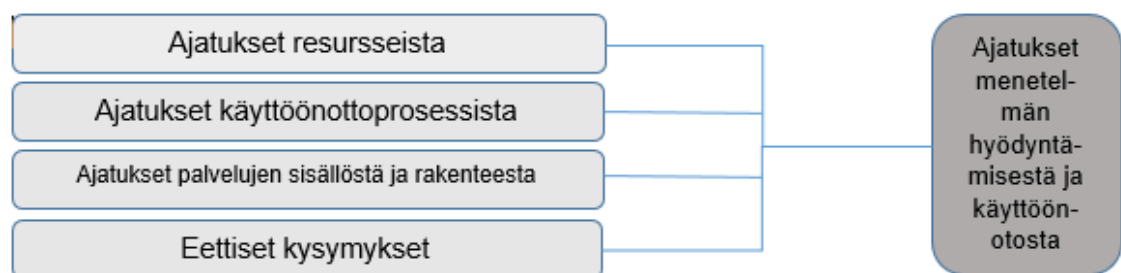 Ajatukset resursseista
Ajatukset käyttöönottoprosessista
Ajatukset palvelujen sisällöstä ja rakenteesta
Eettiset kysymykset
Ajatukset
menetel-
män
hyödyntä-
misestä ja
käyttöön-
otosta